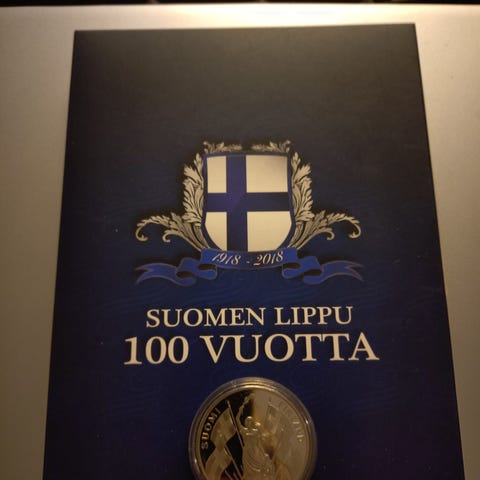 1918 - 2018
SUOMEN LIPPU
100 VUOTTA
SUOMI